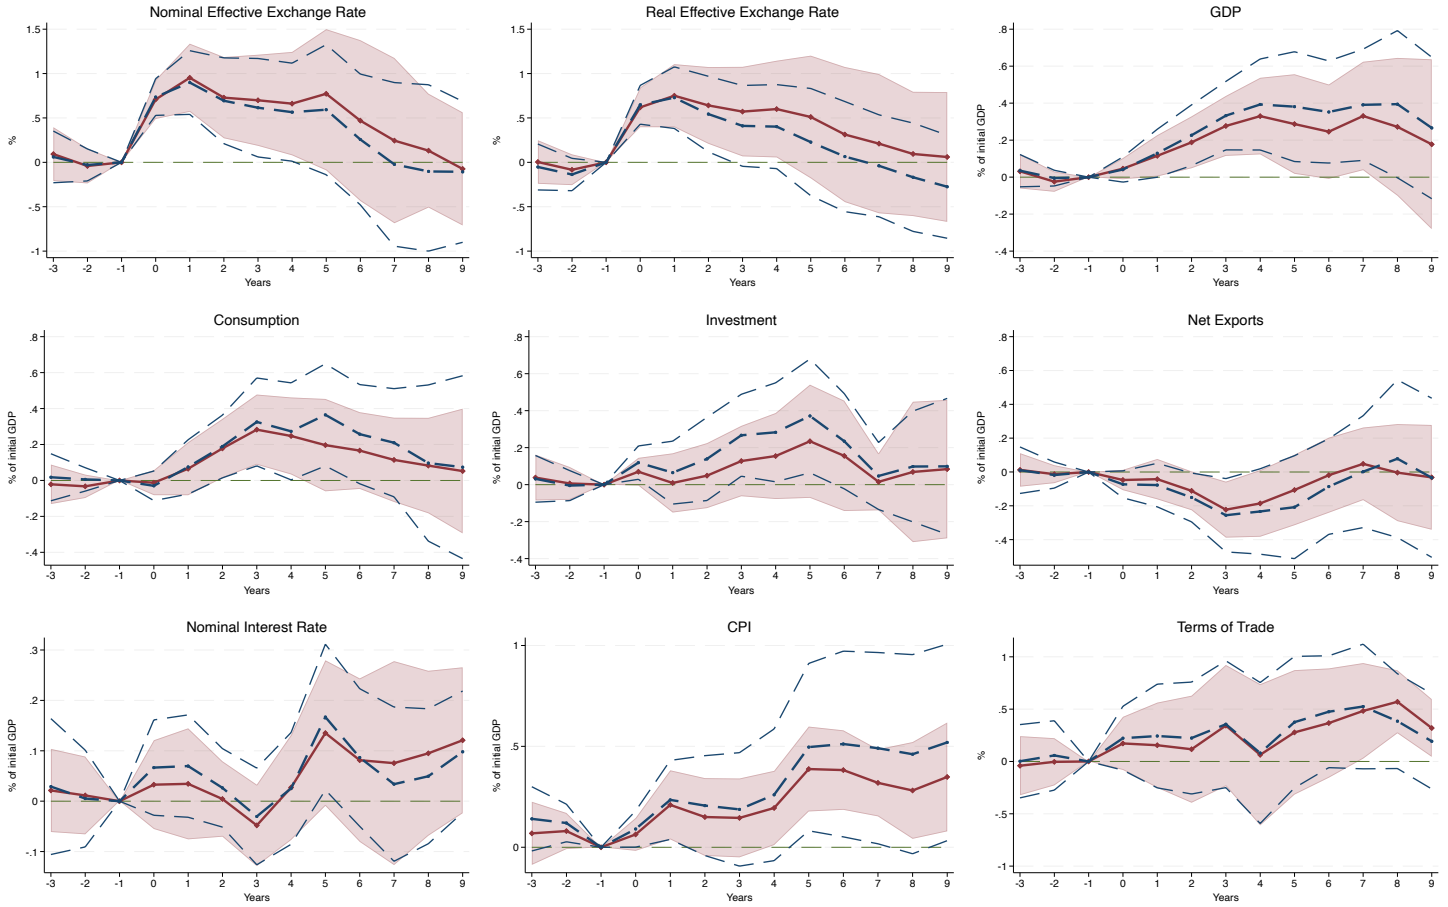 Nominal Effective Exchange Rate
1.5
1
.5
0
-.5
-1
%
-3 -2 -1 0 1 2 3 4 5 6 7 8 9
Years
Real Effective Exchange Rate
1.5
1
.5
0
-.5
-1
%
-3 -2 -1 0 1 2 3 4 5 6 7 8 9
Years
GDP
.8
.6
.4
.2
0
-.2
-.4
% of initial GDP
-3 -2 -1 0 1 2 3 4 5 6 7 8 9
Years
Consumption
.8
.6
.4
.2
0
-.2
-.4
% of initial GDP
-3 -2 -1 0 1 2 3 4 5 6 7 8 9
Years
Investment
.8
.6
.4
.2
0
-.2
-.4
% of initial GDP
-3 -2 -1 0 1 2 3 4 5 6 7 8 9
Years
Net Exports
.8
.6
.4
.2
0
-.2
-.4
% of initial GDP
-3 -2 -1 0 1 2 3 4 5 6 7 8 9
Years
Nominal Interest Rate
.3
.2
.1
0
-.1
% of initial GDP
-3 -2 -1 0 1 2 3 4 5 6 7 8 9
Years
CPI
1
.5
0
% of initial GDP
-3 -2 -1 0 1 2 3 4 5 6 7 8 9
Years
Terms of Trade
1
.5
0
-.5
-1
%
-3 -2 -1 0 1 2 3 4 5 6 7 8 9
Years